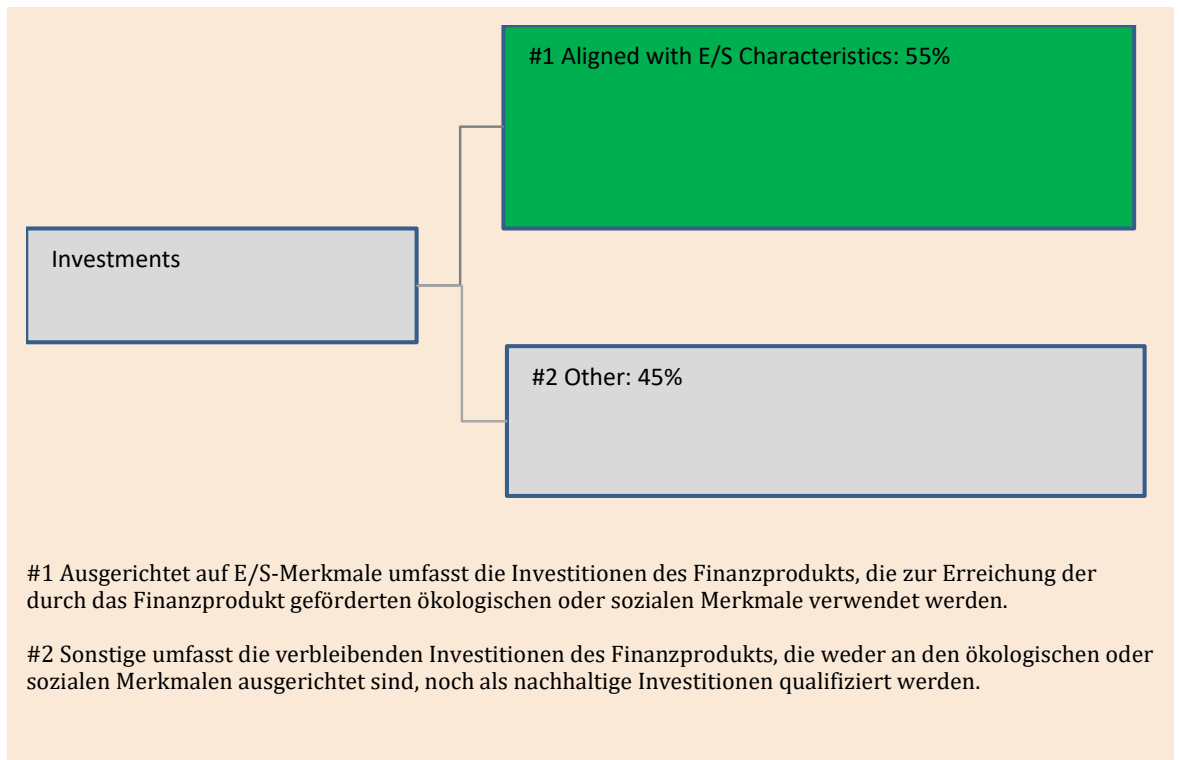 #1 Aligned with E/S Characteristics: 55%
Investments
#2 Other: 45%
#1 Ausgerichtet auf E/S-Merkmale umfasst die Investitionen des Finanzprodukts, die zur Erreichung der
durch das Finanzprodukt geförderten ökologischen oder sozialen Merkmale verwendet werden.
#2 Sonstige umfasst die verbleibenden Investitionen des Finanzprodukts, die weder an den ökologischen oder
sozialen Merkmalen ausgerichtet sind, noch als nachhaltige Investitionen qualifiziert werden.